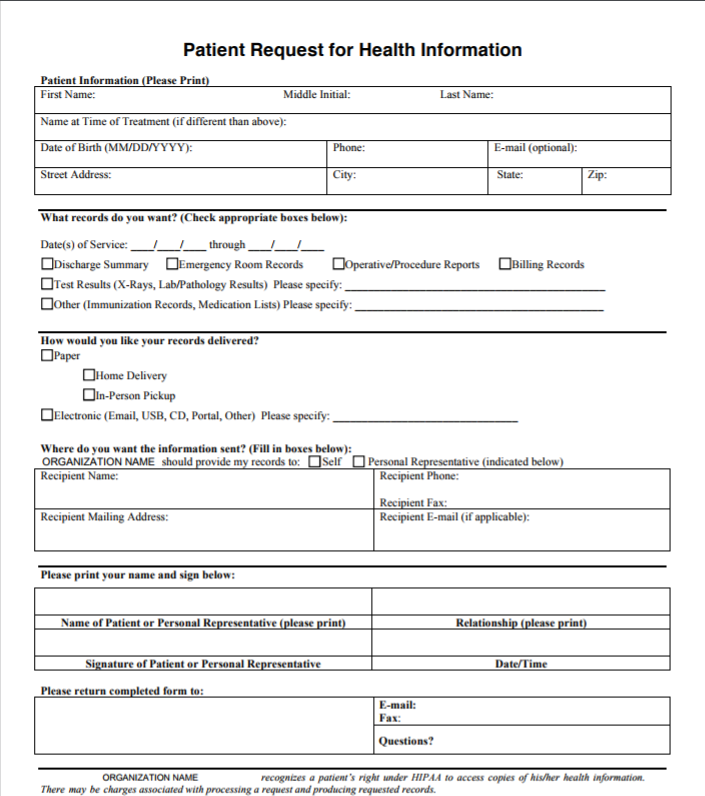 Patient Request for Health Information
Patient Information (Please Print)
First Name: Middle Initial: Last Name:
Name at Time of Treatment (if different than above):
Date of Birth (MM/DD/YYYY): Phone: E-mail (optional):
Street Address: City: State: Zip:
What records do you want? (Check appropriate boxes below):
Date(s) of Service: ____/____/____ through ____/____/____
☐Discharge Summary ☐Emergency Room Records ☐Operative/Procedure Reports ☐Billing Records
☐Test Results (X-Rays, Lab/Pathology Results) Please specify: ____________________
☐Other (Immunization Records, Medication Lists) Please specify: ____________________
How would you like your records delivered?
☐Paper
☐Home Delivery
☐In-Person Pickup
☐Electronic (Email, USB, CD, Portal, Other) Please specify: ____________________
Where do you want the information sent? (Fill in boxes below):
ORGANIZATION NAME should provide my records to: ☐Self ☐ Personal Representative (indicated below)
Recipient Name: Recipient Phone:
Recipient Fax:
Recipient Mailing Address: Recipient E-mail (if applicable):
Please print your name and sign below:
Name of Patient or Personal Representative (please print) Relationship (please print)
Signature of Patient or Personal Representative Date/Time
Please return completed form to:
E-mail:
Fax:
Questions?
ORGANIZATION NAME recognizes a patient's right under HIPAA to access copies of his/her health information.
There may be charges associated with processing a request and producing requested records.